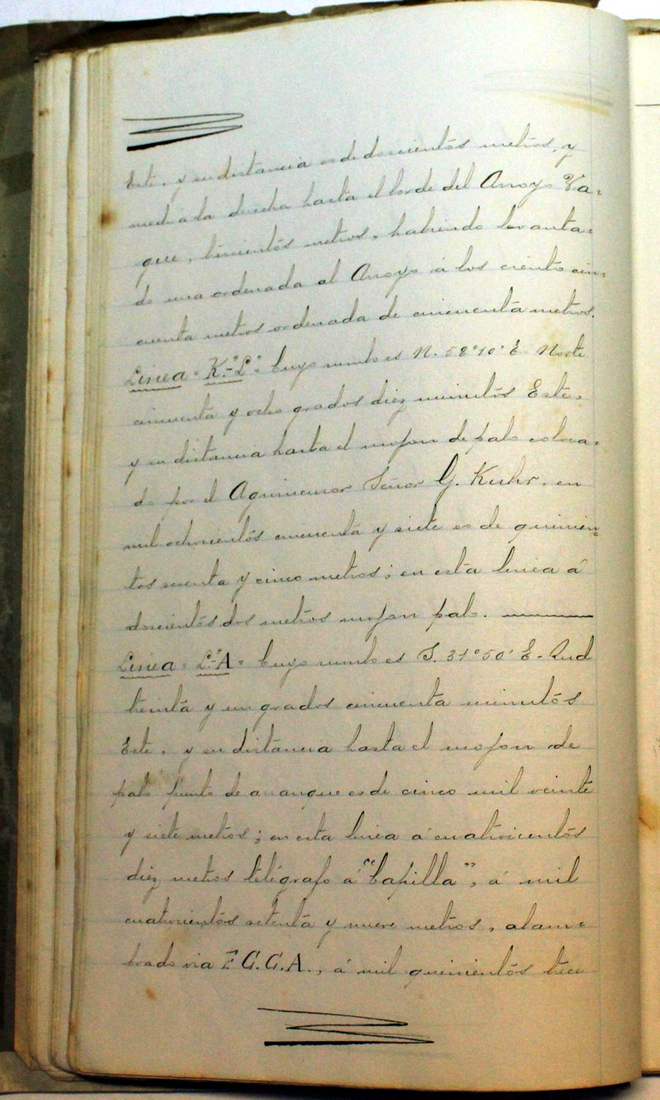 Este, y su distancia es de doscientos metros, y
media la derecha hasta el borde del Arroyo Va=
que, trescientos metros, habiendo levanta=
do una ordenada al Arroyo á los ciento cin=
cuenta metros ordenada de cincuenta metros.
Linea = K''-L'' = Cuyo rumbo es N. 58° 10' E. Norte
cincuenta y ocho grados diez minutos Este,
y su distancia hasta el mojon de palo coloca=
do por el Agrimensor Señor G. Kuhr, en
mil ochocientos cincuenta y siete es de quinien=
tos y cinco metros; en esta linea á
doscientos dos metros mojon palo.
Linea = L''-A = Cuyo rumbo es S. 31° 50' E - Sud
treinta y un grados cincuenta minutos
Este, y su distancia hasta el mojon de
palo punto de arranque es de cinco mil veinte
y siete metros; en esta linea á cuatrocientos
diez metros telégrafo á "Capilla", á mil
cuatrocientos setenta y nueve metros, alam=
brado via F. C. C. A., á mil quinientos trece